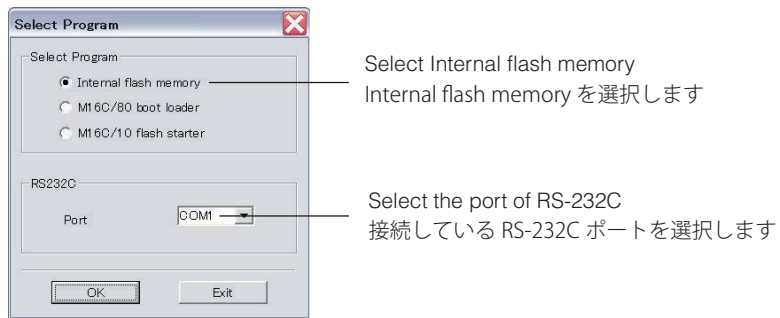 Select Program
Select Program
Internal flash memory
M16C/80 boot loader
M16C/10 flash starter
RS232C
Port
COM1
OK
Exit
Select Internal flash memory
Internal flash memory を選択します
Select the port of RS-232C
接続している RS-232C ポートを選択します